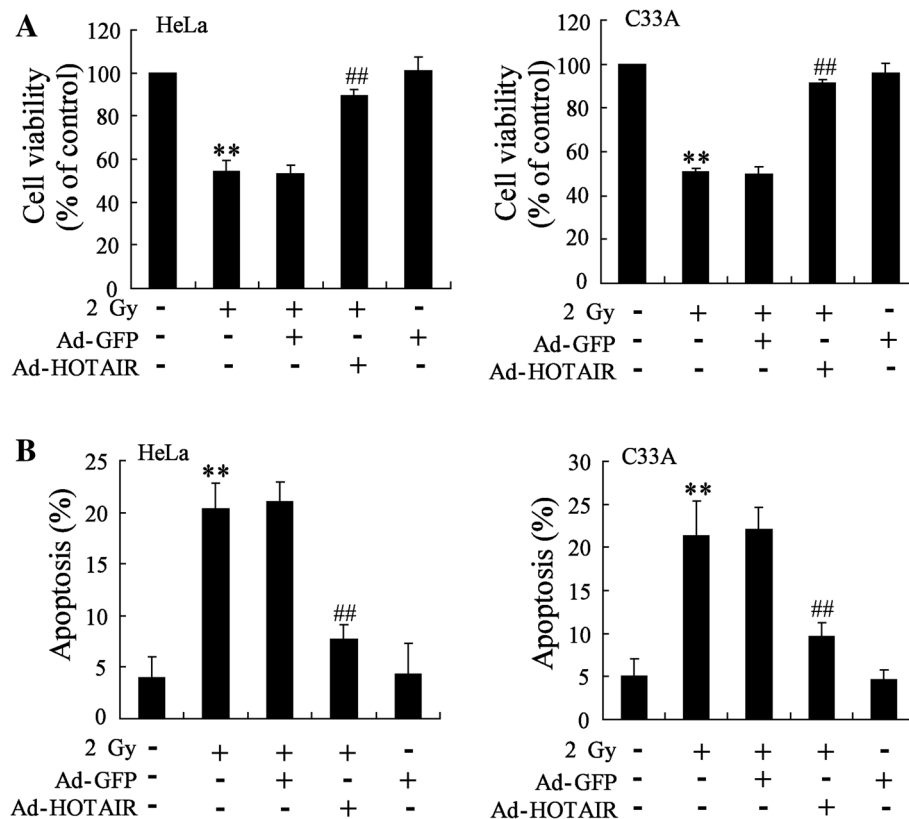 A
HeLa
Cell viability
(% of control)
120
100
80
60
40
20
0
**
##
2 Gy - + + + -
Ad-GFP - - + - +
Ad-HOTAIR - - - + -
C33A
Cell viability
(% of control)
120
100
80
60
40
20
0
**
##
2 Gy - + + + -
Ad-GFP - - + - +
Ad-HOTAIR - - - + -
B
HeLa
Apoptosis (%)
25
20
15
10
5
0
**
##
2 Gy - + + + -
Ad-GFP - - + - +
Ad-HOTAIR - - - + -
C33A
Apoptosis (%)
30
25
20
15
10
5
0
**
##
2 Gy - + + + -
Ad-GFP - - + - +
Ad-HOTAIR - - - + -